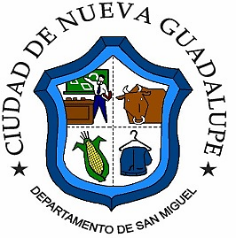 CIUDAD DE NUEVA GUADALUPE
DEPARTAMENTO DE SAN MIGUEL